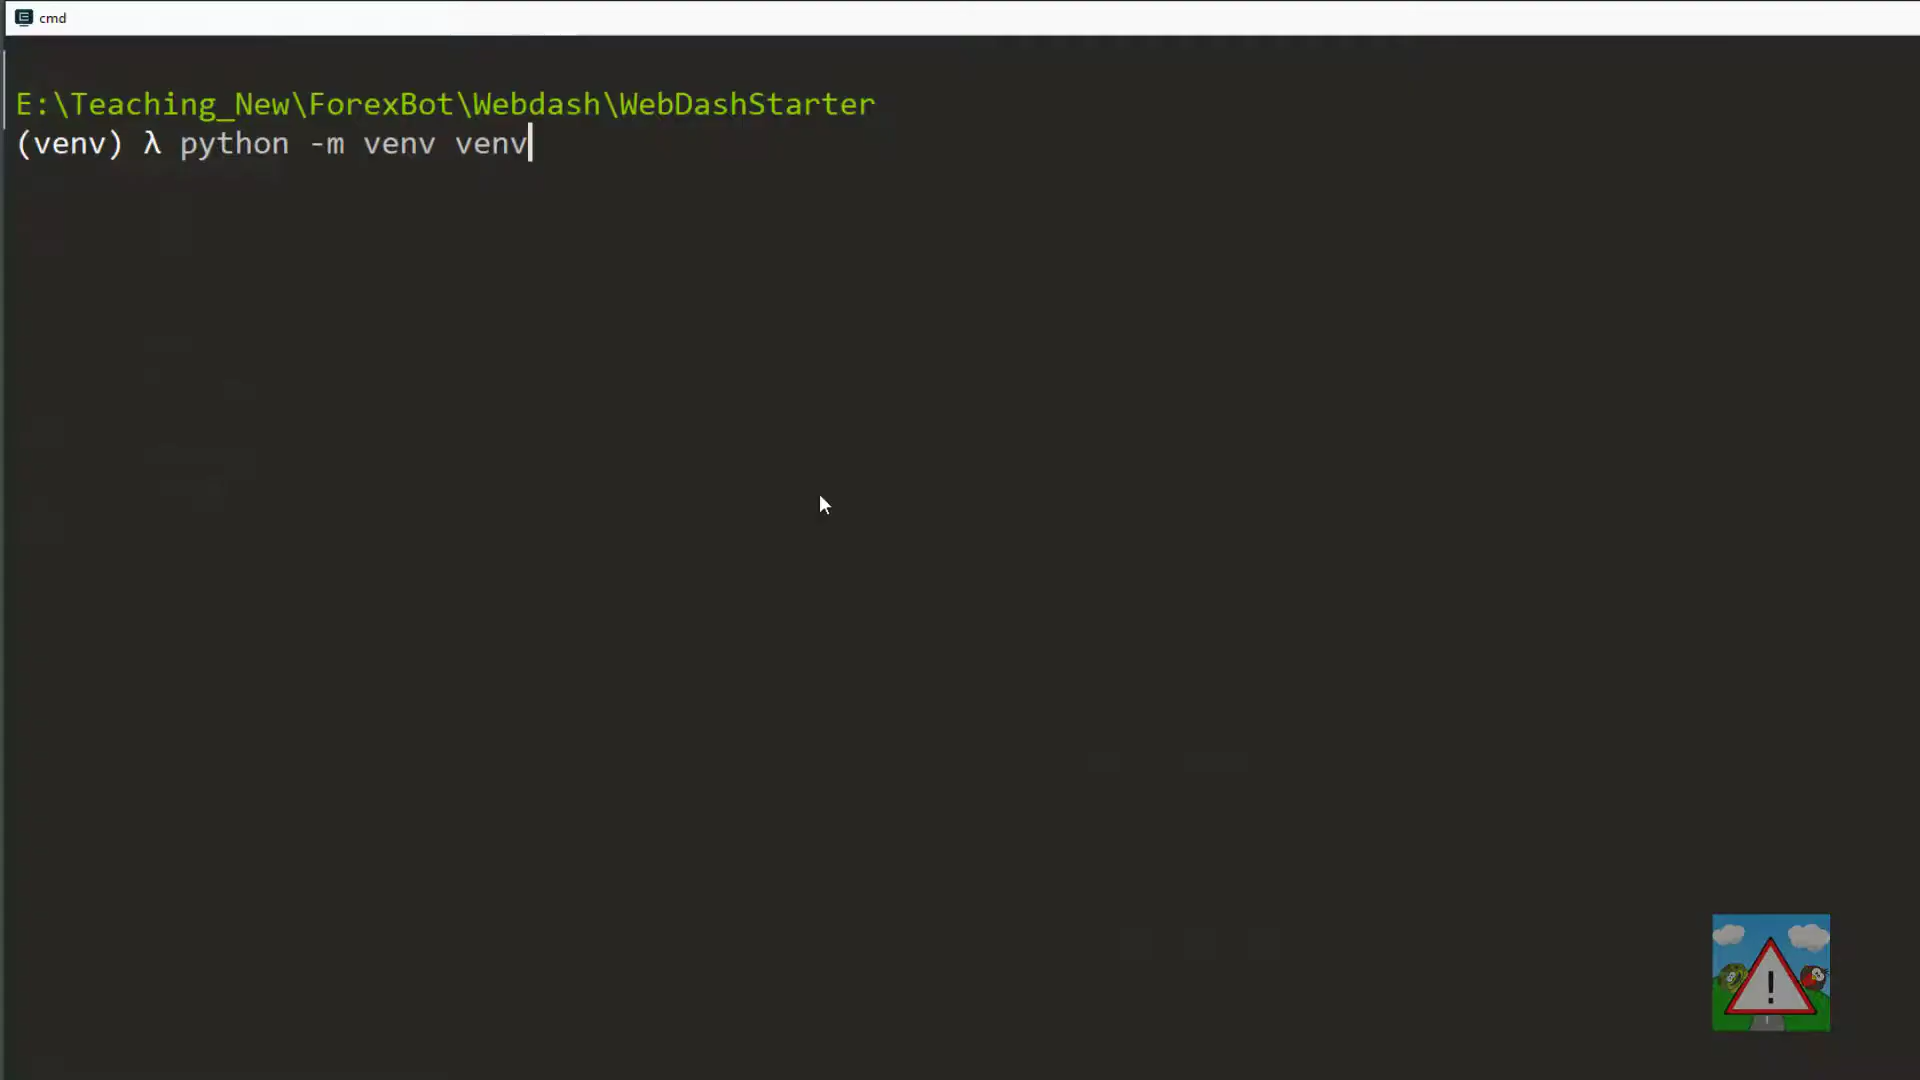 cmd
E:\Teaching_New\ForexBot\Webdash\WebDashStarter
(venv) λ python -m venv venv
!